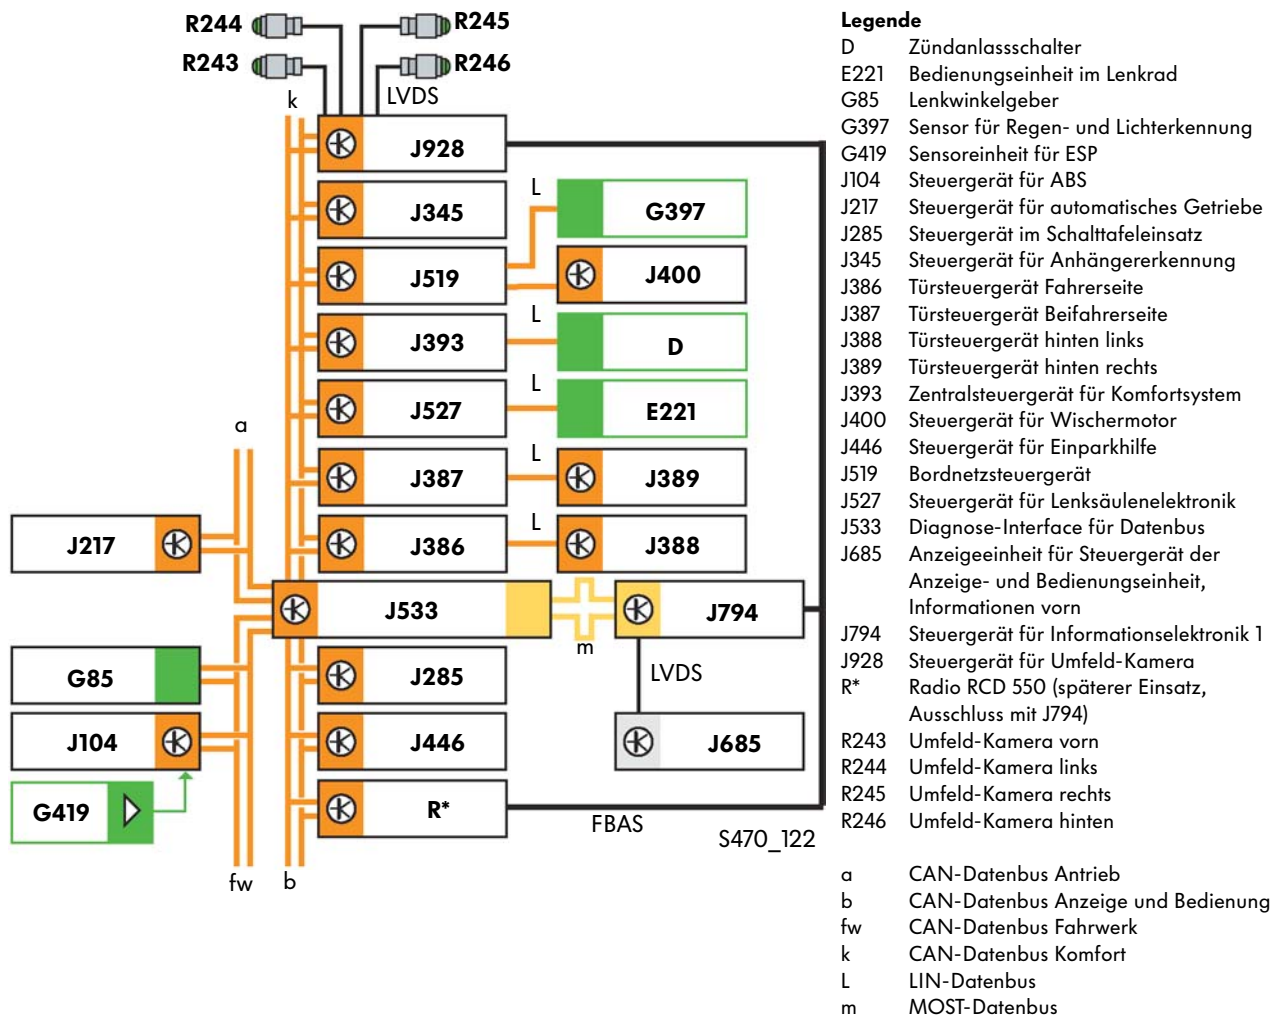 R244
R245
R243
R246
k
LVDS
J928
J345
L
G397
J519
J400
J393
L
D
J527
L
E221
a
J387
L
J389
J217
J386
L
J388
J533
m
J794
G85
J285
LVDS
J104
J446
J685
G419
R*
FBAS
S470_122
fw
b
Legende
D Zündanlassschalter
E221 Bedienungseinheit im Lenkrad
G85 Lenkwinkelgeber
G397 Sensor für Regen- und Lichterkennung
G419 Sensoreinheit für ESP
J104 Steuergerät für ABS
J217 Steuergerät für automatisches Getriebe
J285 Steuergerät im Schalttafeleinsatz
J345 Steuergerät für Anhängererkennung
J386 Türsteuergerät Fahrerseite
J387 Türsteuergerät Beifahrerseite
J388 Türsteuergerät hinten links
J389 Türsteuergerät hinten rechts
J393 Zentralsteuergerät für Komfortsystem
J400 Steuergerät für Wischermotor
J446 Steuergerät für Einparkhilfe
J519 Bordnetzsteuergerät
J527 Steuergerät für Lenksäulenelektronik
J533 Diagnose-Interface für Datenbus
J685 Anzeigeeinheit für Steuergerät der
Anzeige- und Bedienungseinheit,
Informationen vorn
J794 Steuergerät für Informationselektronik 1
J928 Steuergerät für Umfeld-Kamera
R* Radio RCD 550 (späterer Einsatz,
Ausschluss mit J794)
R243 Umfeld-Kamera vorn
R244 Umfeld-Kamera links
R245 Umfeld-Kamera rechts
R246 Umfeld-Kamera hinten
a CAN-Datenbus Antrieb
b CAN-Datenbus Anzeige und Bedienung
fw CAN-Datenbus Fahrwerk
k CAN-Datenbus Komfort
L LIN-Datenbus
m MOST-Datenbus